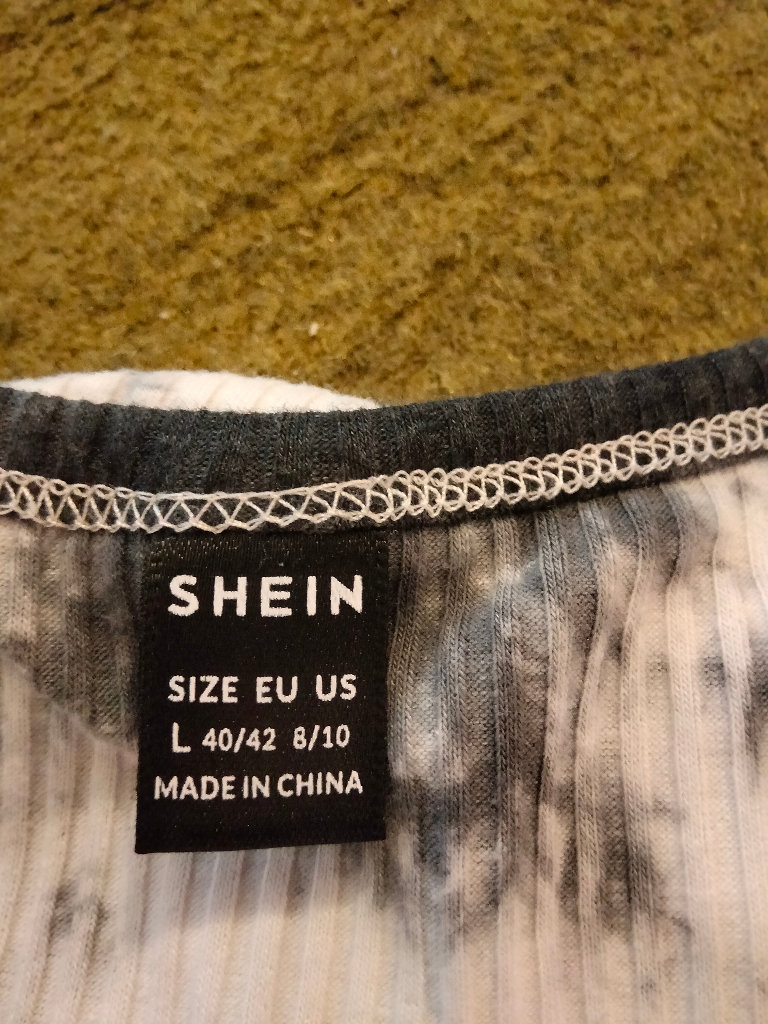 SHEIN
SIZE EU US
L 40/42 8/10
MADE IN CHINA